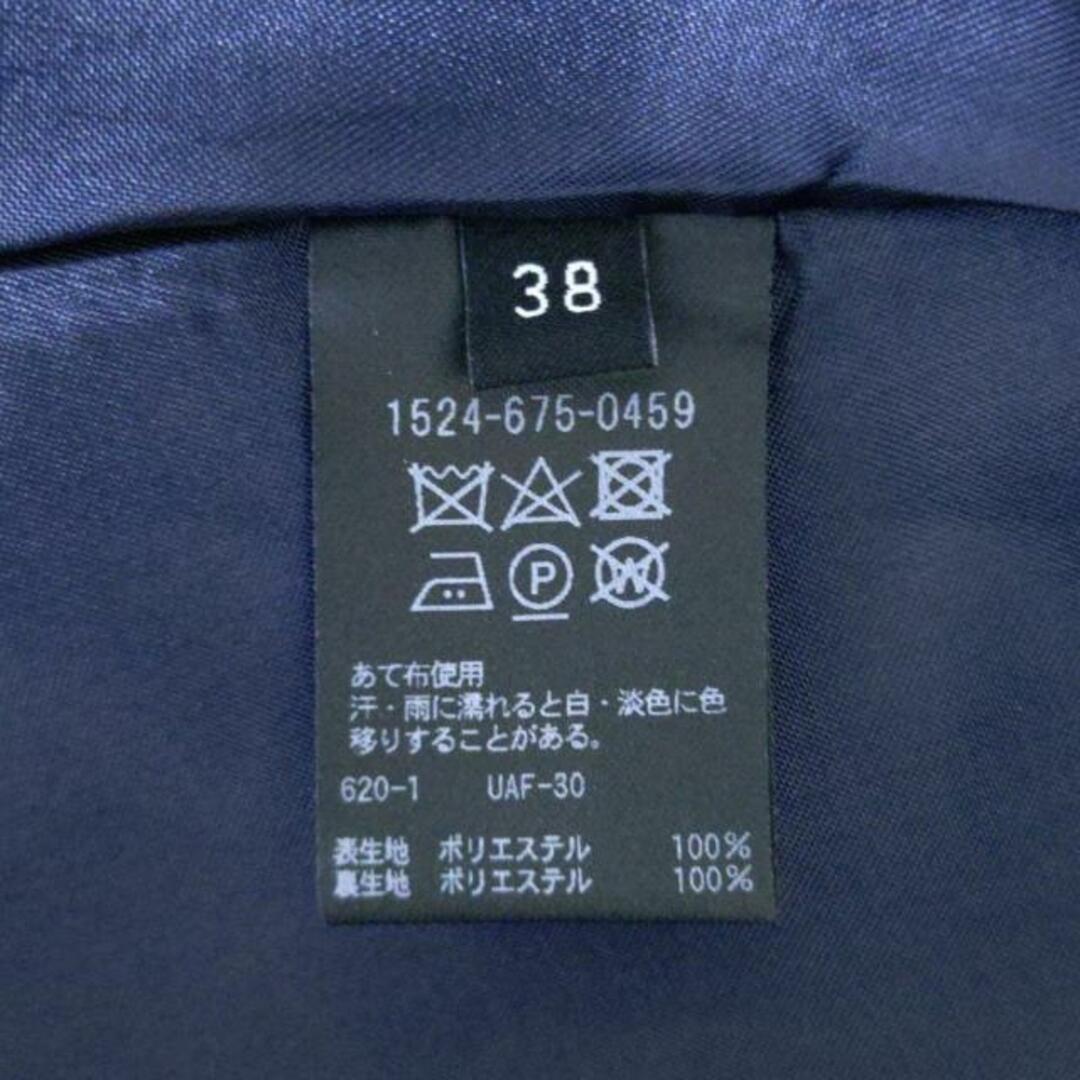 38
1524-675-0459
P
W
あて布使用
汗・雨に濡れると白・淡色に色
移りすることがある。
620-1 UAF-30
表生地 ポリエステル 100%
裏生地 ポリエステル 100%